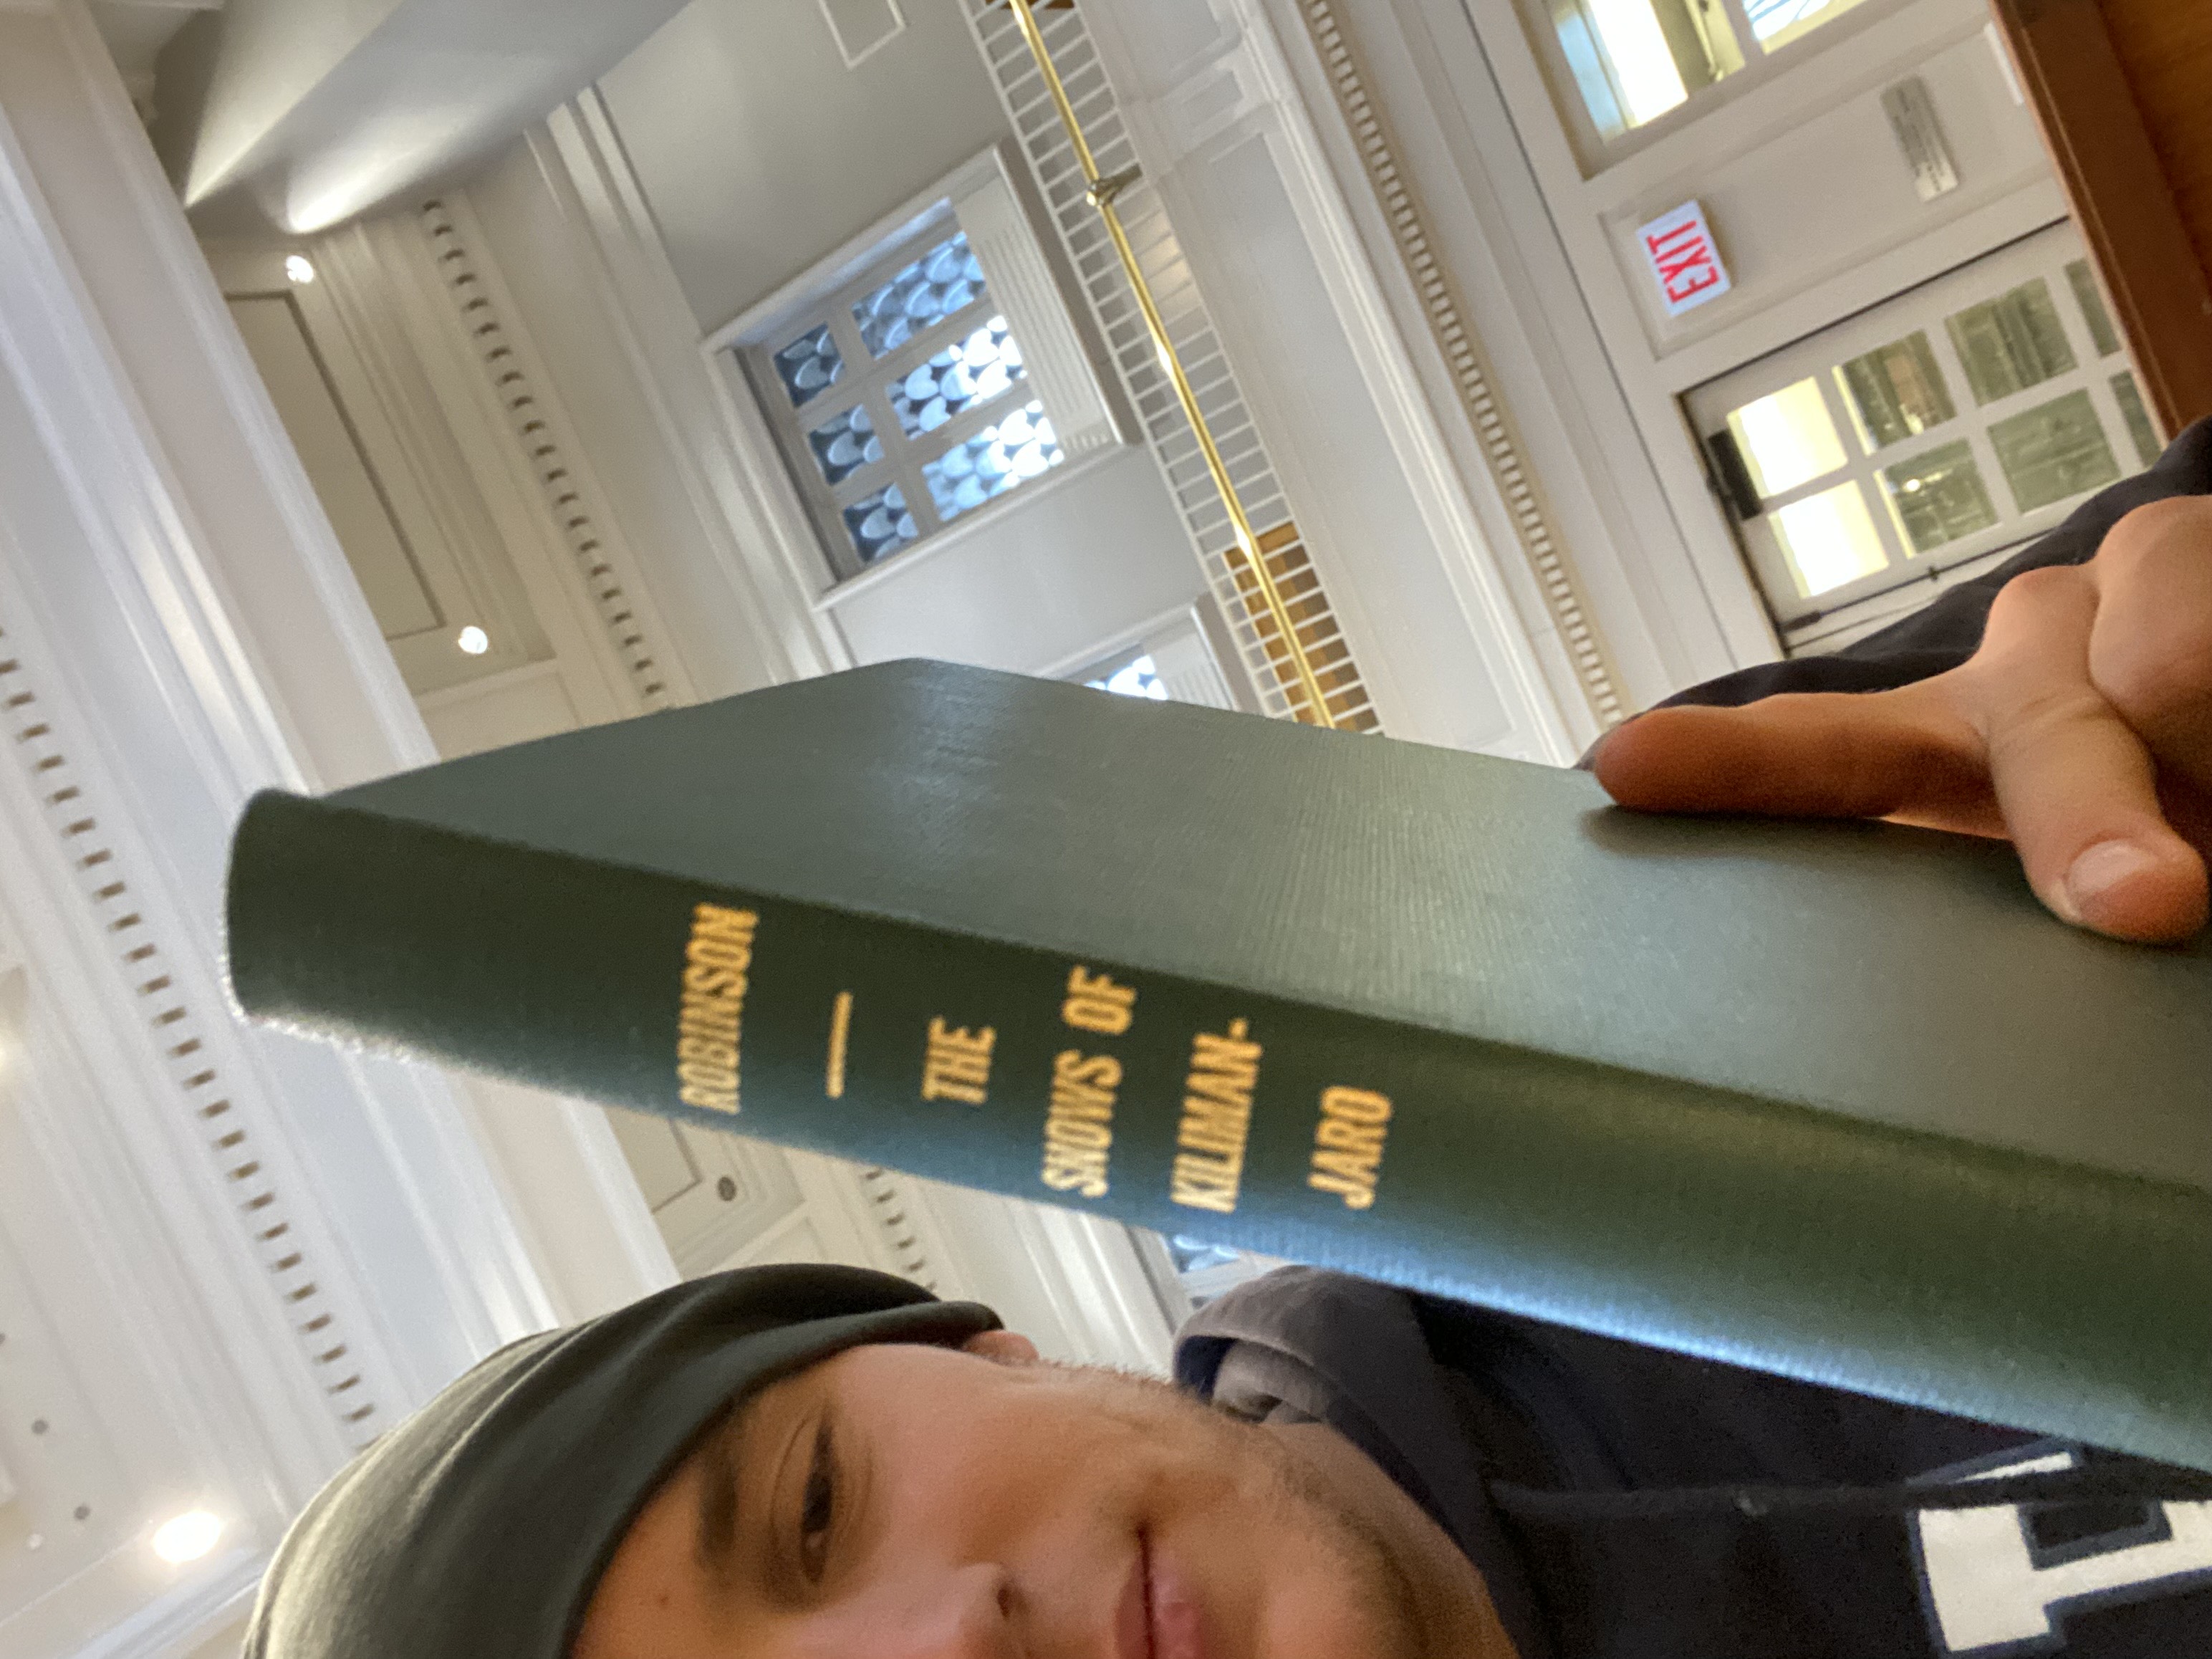 ROBINSON
THE
SNOWS OF
KILIMAN-
JARO
EXIT